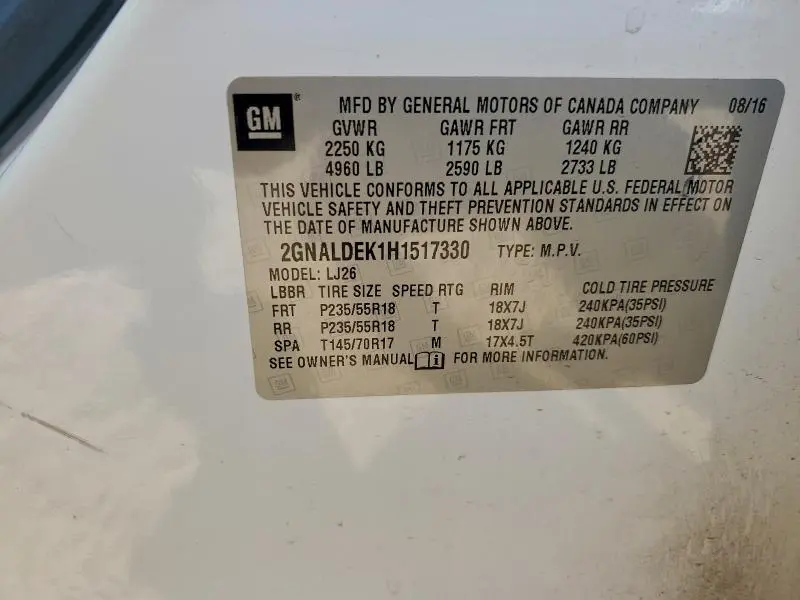 GM ® MFD BY GENERAL MOTORS OF CANADA COMPANY 08/16
GVWR GAWR FRT GAWR RR
2250 KG 1175 KG 1240 KG
4960 LB 2590 LB 2733 LB
THIS VEHICLE CONFORMS TO ALL APPLICABLE U.S. FEDERAL MOTOR
VEHICLE SAFETY AND THEFT PREVENTION STANDARDS IN EFFECT ON
THE DATE OF MANUFACTURE SHOWN ABOVE.
2GNALDEK1H1517330 TYPE: M.P.V.
MODEL: LJ26
LBBR TIRE SIZE SPEED RTG RIM COLD TIRE PRESSURE
FRT P235/55R18 T 18X7J 240KPA(35PSI)
RR P235/55R18 T 18X7J 240KPA(35PSI)
SPA T145/70R17 M 17X4.5T 420KPA(60PSI)
SEE OWNER'S MANUAL i FOR MORE INFORMATION.